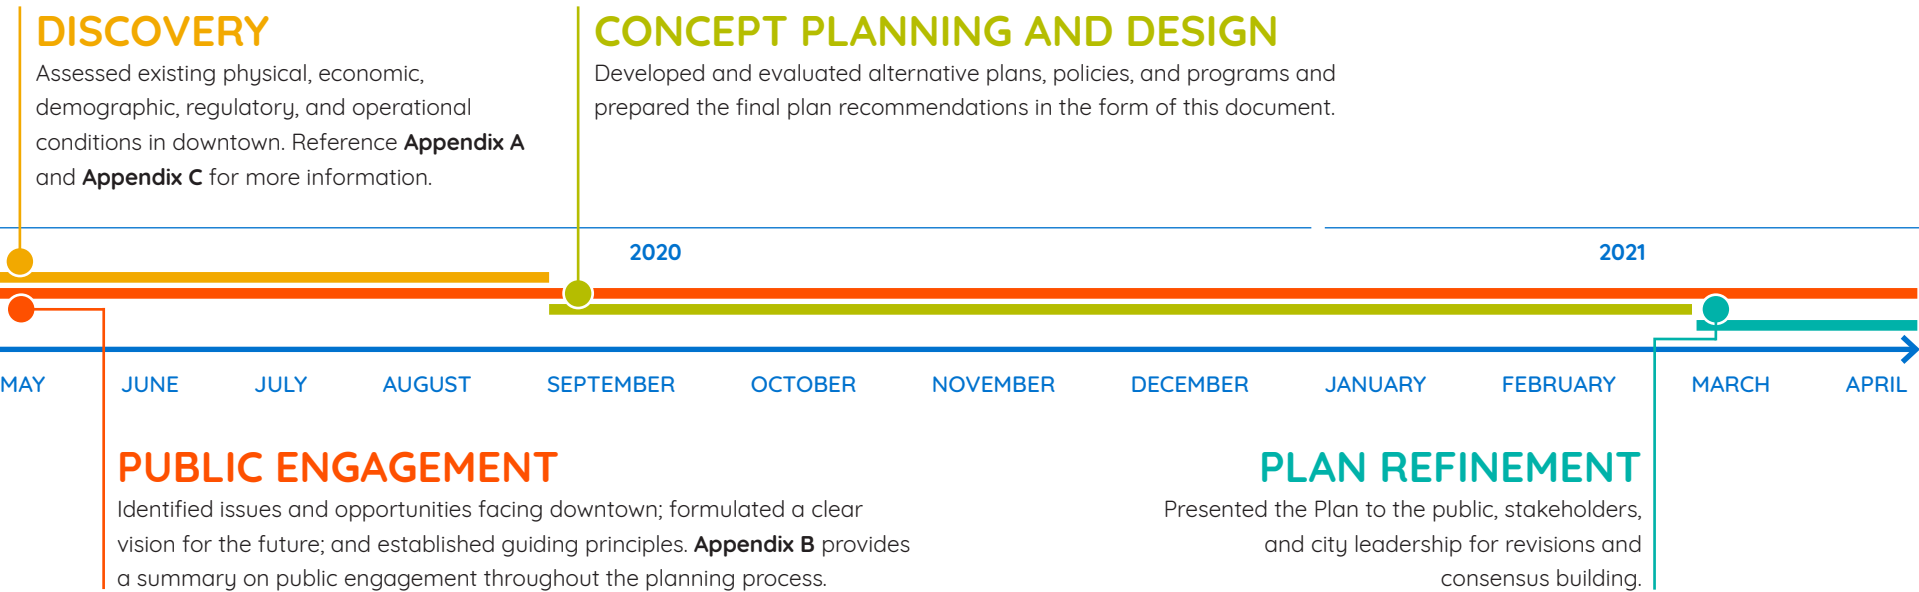 DISCOVERY
Assessed existing physical, economic,
demographic, regulatory, and operational
conditions in downtown. Reference Appendix A
and Appendix C for more information.
CONCEPT PLANNING AND DESIGN
Developed and evaluated alternative plans, policies, and programs and
prepared the final plan recommendations in the form of this document.
2020
2021
MAY JUNE JULY AUGUST SEPTEMBER OCTOBER NOVEMBER DECEMBER JANUARY FEBRUARY MARCH APRIL
PUBLIC ENGAGEMENT
Identified issues and opportunities facing downtown; formulated a clear
vision for the future; and established guiding principles. Appendix B provides
a summary on public engagement throughout the planning process.
PLAN REFINEMENT
Presented the Plan to the public, stakeholders,
and city leadership for revisions and
consensus building.